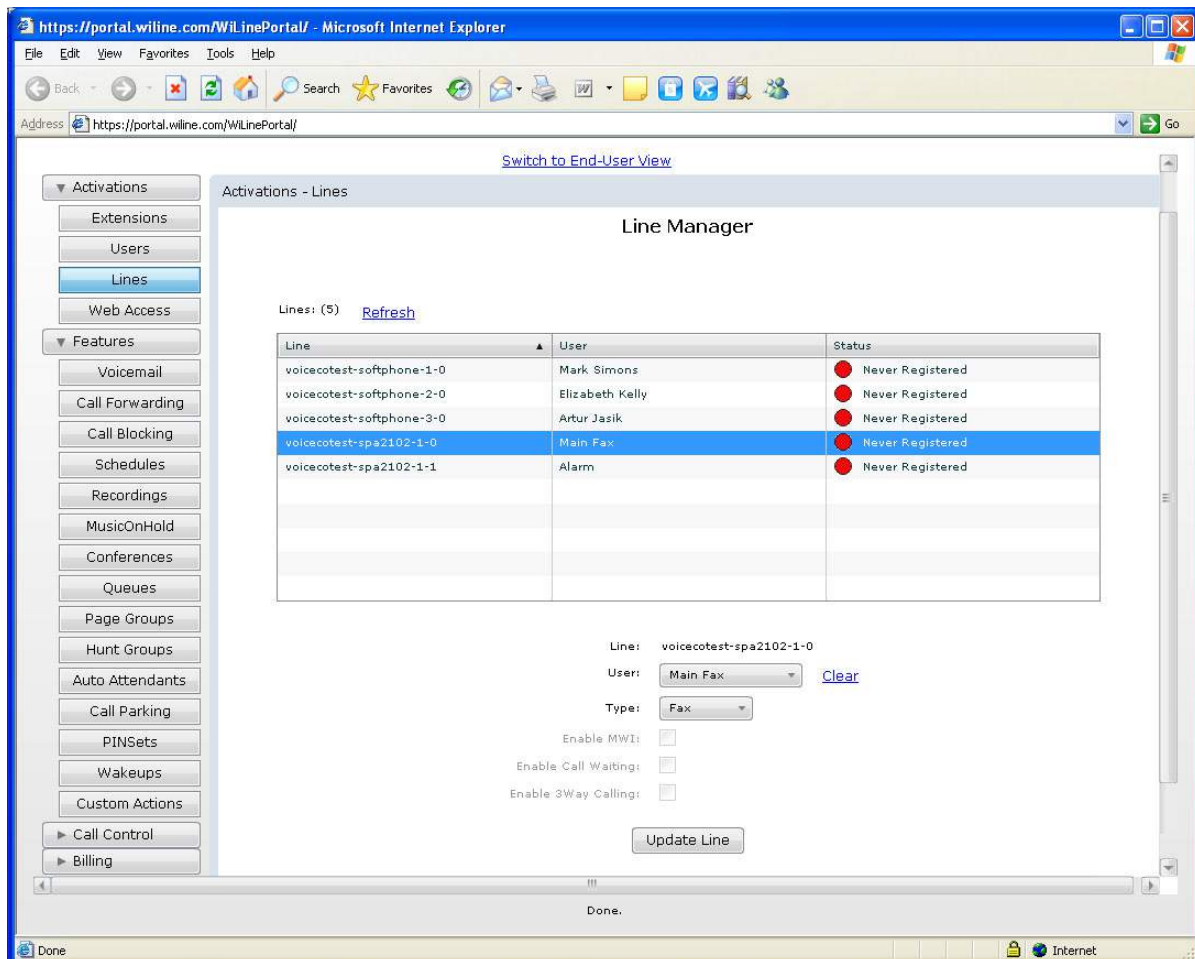 https://portal.wiline.com/WiLinePortal/ - Microsoft Internet Explorer
File Edit View Favorites Tools Help
Back Search Favorites
Address https://portal.wiline.com/WiLinePortal/ Go
Switch to End-User View
Activations
Extensions
Users
Lines
Web Access
Features
Voicemail
Call Forwarding
Call Blocking
Schedules
Recordings
MusicOnHold
Conferences
Queues
Page Groups
Hunt Groups
Auto Attendants
Call Parking
PINSets
Wakeups
Custom Actions
Call Control
Billing
Activations - Lines
Line Manager
Lines: (5) Refresh
Line User Status
voicecotest-softphone-1-0 Mark Simons Never Registered
voicecotest-softphone-2-0 Elizabeth Kelly Never Registered
voicecotest-softphone-3-0 Artur Jasik Never Registered
voicecotest-spa2102-1-0 Main Fax Never Registered
voicecotest-spa2102-1-1 Alarm Never Registered
Line: voicecotest-spa2102-1-0
User: Main Fax Clear
Type: Fax
Enable MWI:
Enable Call Waiting:
Enable 3Way Calling:
Update Line
Done.
Done Internet